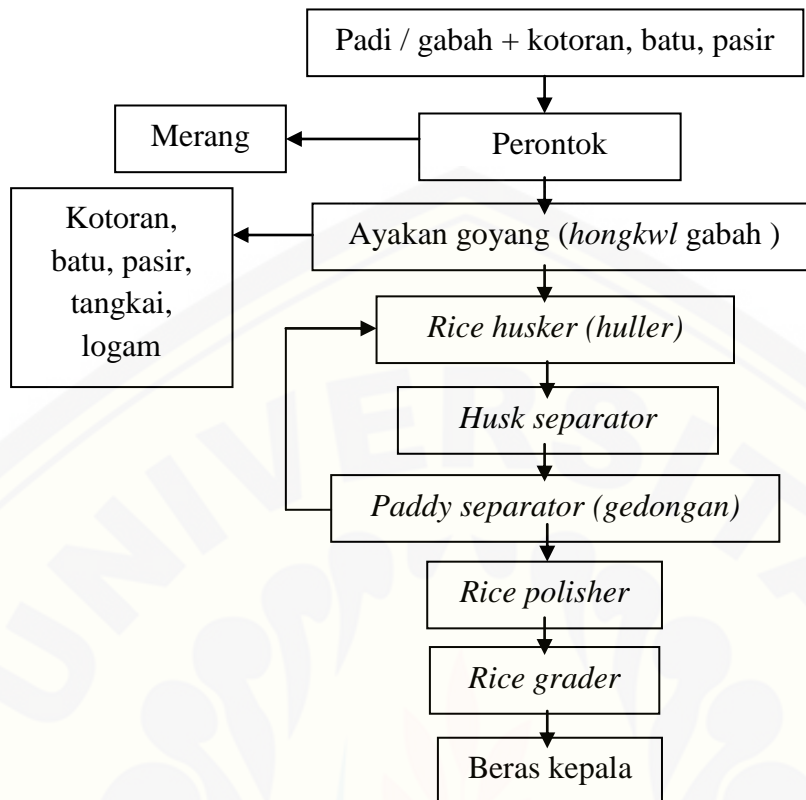 Padi / gabah + kotoran, batu, pasir
Merang
Perontok
Kotoran,
batu, pasir,
tangkai,
logam
Ayakan goyang (hongkwl gabah )
Rice husker (huller)
Husk separator
Paddy separator (gedongan)
Rice polisher
Rice grader
Beras kepala
UNIVERSITA